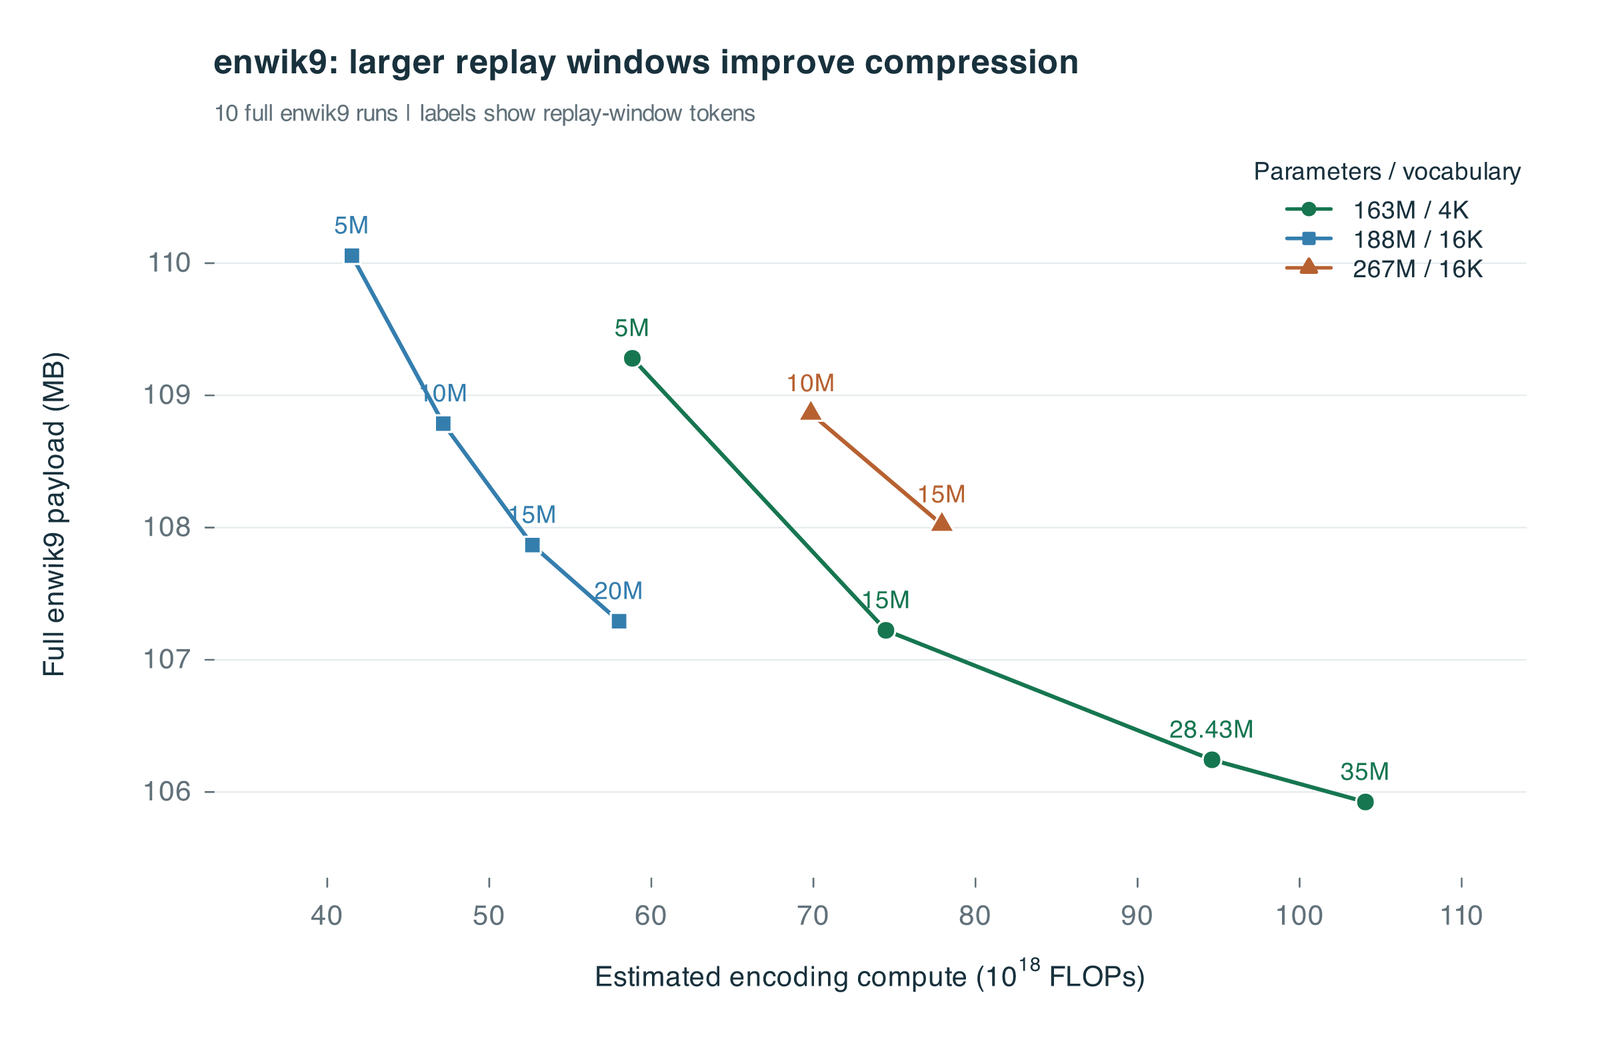 enwik9: larger replay windows improve compression
10 full enwik9 runs | labels show replay-window tokens
Parameters / vocabulary
163M / 4K
188M / 16K
267M / 16K
Full enwik9 payload (MB)
110
109
108
107
106
5M
10M
15M
20M
5M
15M
28.43M
35M
10M
15M
40 50 60 70 80 90 100 110
Estimated encoding compute (10^18 FLOPs)